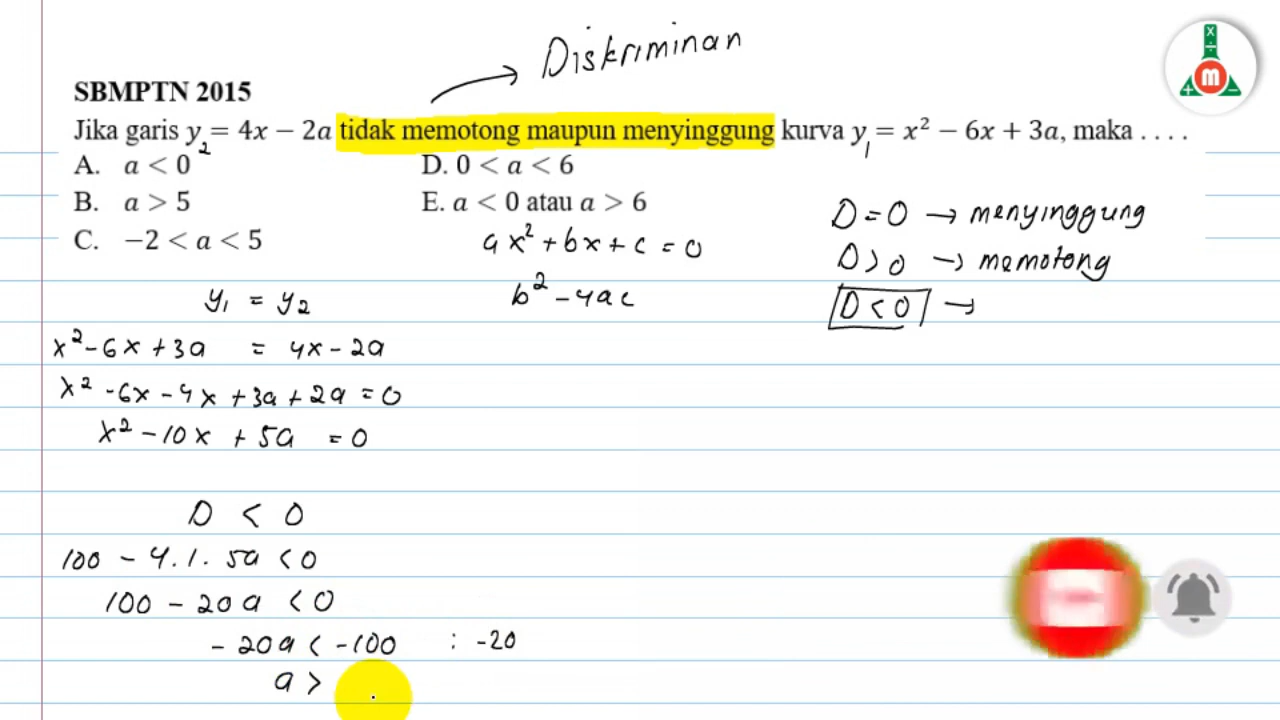 Diskriminan
SBMPTN 2015
Jika garis y₂ = 4x − 2a tidak memotong maupun menyinggung kurva y₁ = x² − 6x + 3a, maka . . . .
A. a < 0
D. 0 < a < 6
B. a > 5
E. a < 0 atau a > 6
C. −2 < a < 5
ax² + bx + c = 0
b² − 4ac
D = 0 → menyinggung
D > 0 → memotong
D < 0 →
y₁ = y₂
x² − 6x + 3a = 4x − 2a
x² − 6x − 4x + 3a + 2a = 0
x² − 10x + 5a = 0
D < 0
100 − 4.1.5a < 0
100 − 20a < 0
− 20a < −100 : −20
a >
m